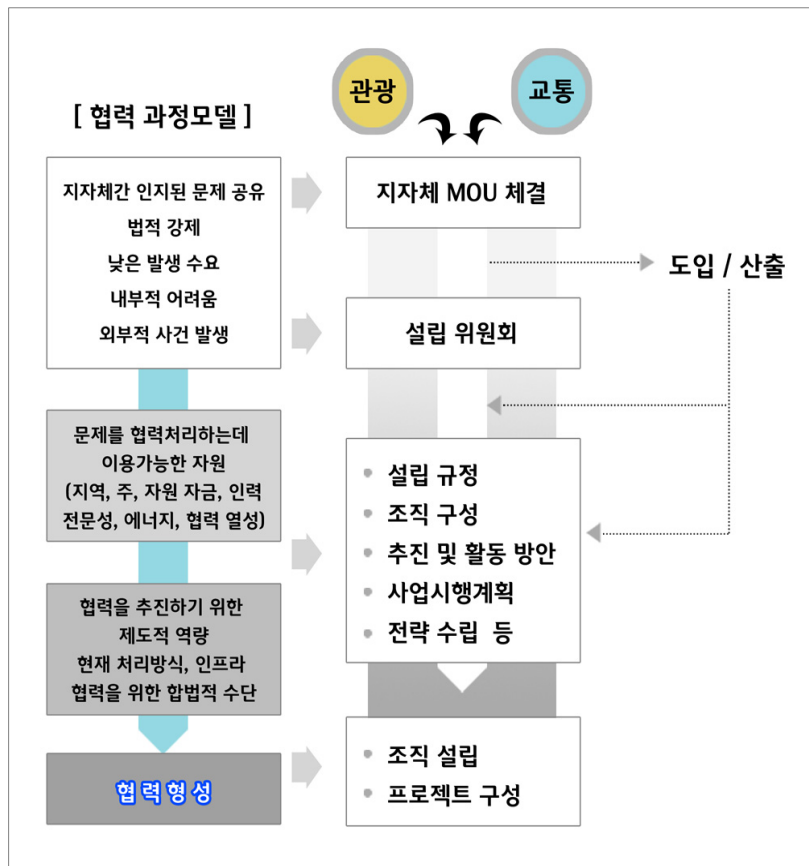 관광
교통
[ 협력 과정모델 ]
지자체간 인지된 문제 공유
법적 강제
낮은 발생 수요
내부적 어려움
외부적 사건 발생
지자체 MOU 체결
도입 / 산출
설립 위원회
문제를 협력처리하는데
이용가능한 자원
(지역, 주, 자원 자금, 인력
전문성, 에너지, 협력 열성)
설립 규정
조직 구성
추진 및 활동 방안
사업시행계획
전략 수립 등
협력을 추진하기 위한
제도적 역량
현재 처리방식, 인프라
협력을 위한 합법적 수단
협력형성
조직 설립
프로젝트 구성